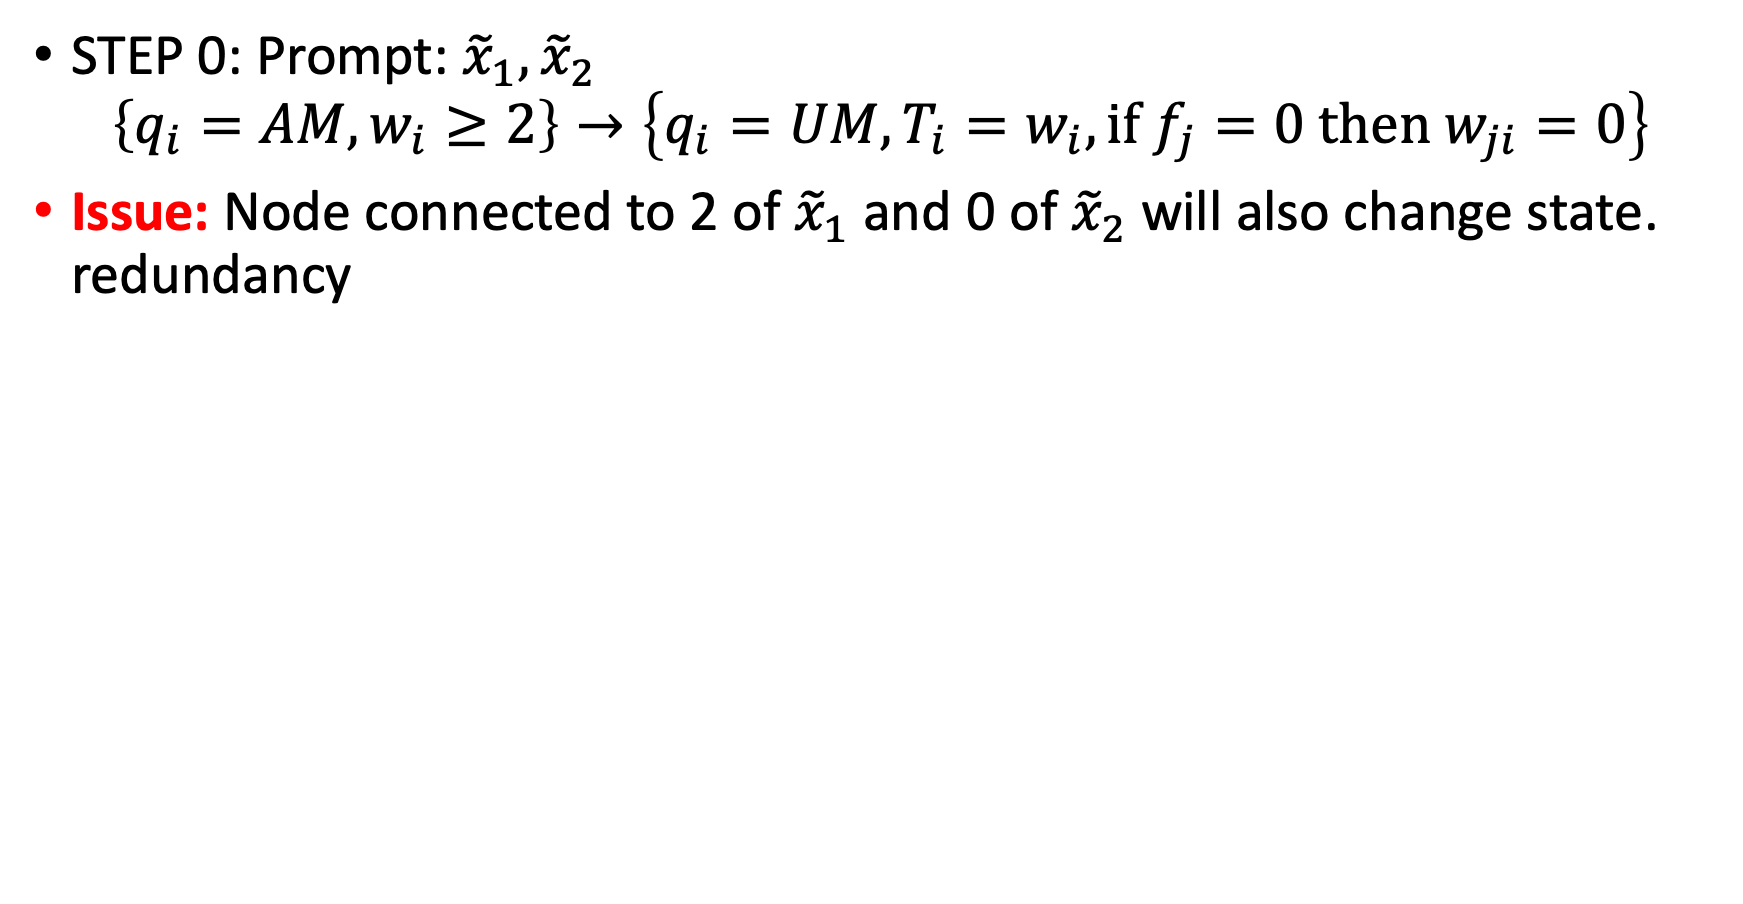 • STEP 0: Prompt: x̃₁, x̃₂
{qᵢ = AM, wᵢ ≥ 2} → {qᵢ = UM, Tᵢ = wᵢ, if fⱼ = 0 then wⱼᵢ = 0}
• Issue: Node connected to 2 of x̃₁ and 0 of x̃₂ will also change state.
redundancy